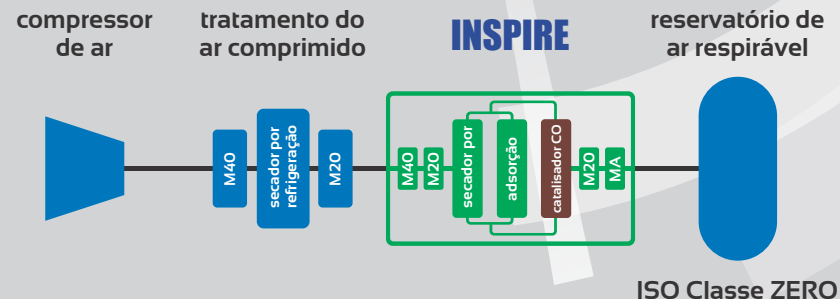 compressor
de ar
tratamento do
ar comprimido
INSPIRE
reservatório de
ar respirável
M40
secador por
refrigeração
M20
M40
M20
secador por
adsorção
catalisador CO
M20
MA
ISO Classe ZERO